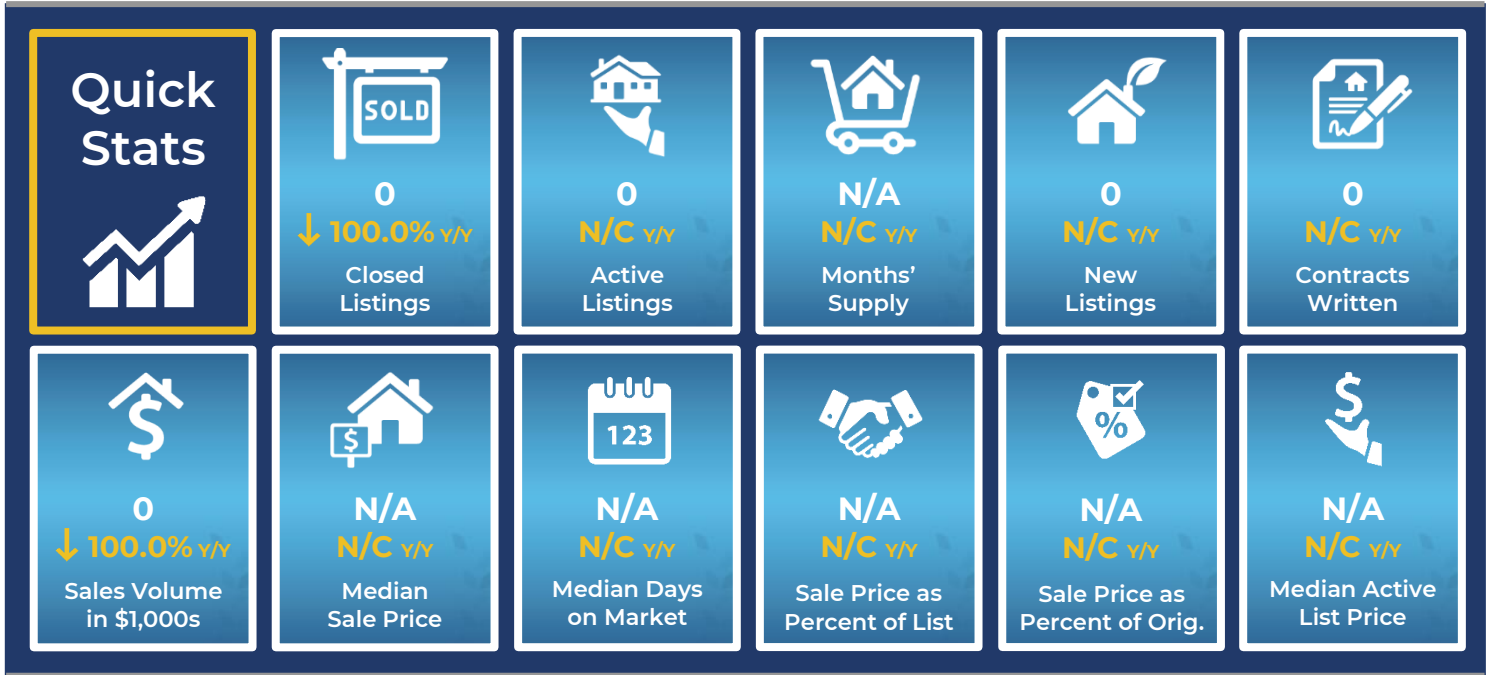 Quick
Stats
SOLD
0
↓ 100.0% Y/Y
Closed
Listings
0
N/C Y/Y
Active
Listings
N/A
N/C Y/Y
Months’
Supply
0
N/C Y/Y
New
Listings
0
N/C Y/Y
Contracts
Written
$
0
↓ 100.0% Y/Y
Sales Volume
in $1,000s
$
N/A
N/C Y/Y
Median
Sale Price
123
N/A
N/C Y/Y
Median Days
on Market
N/A
N/C Y/Y
Sale Price as
Percent of List
%
N/A
N/C Y/Y
Sale Price as
Percent of Orig.
$
N/A
N/C Y/Y
Median Active
List Price